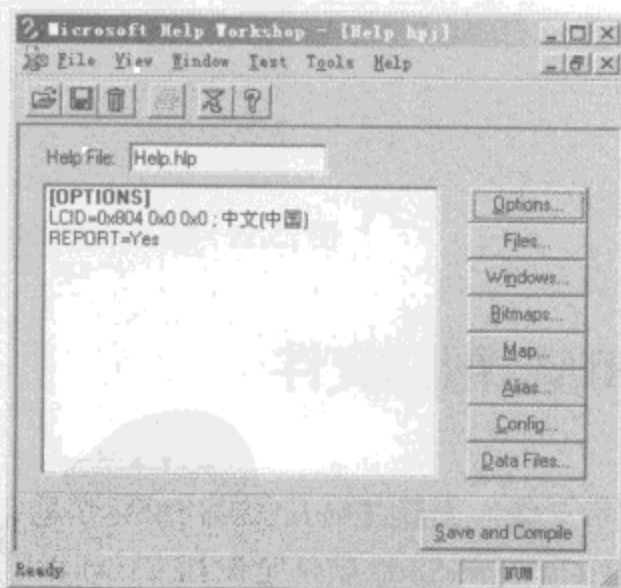 Microsoft Help Workshop - [Help hpj]
File View Window Test Tools Help
Help File: Help.hlp
[OPTIONS]
LCID=0x804 0x0 0x0 ; 中文(中国)
REPORT=Yes
Options...
Files...
Windows...
Bitmaps...
Map...
Alias...
Config...
Data Files...
Save and Compile
Ready
NUM